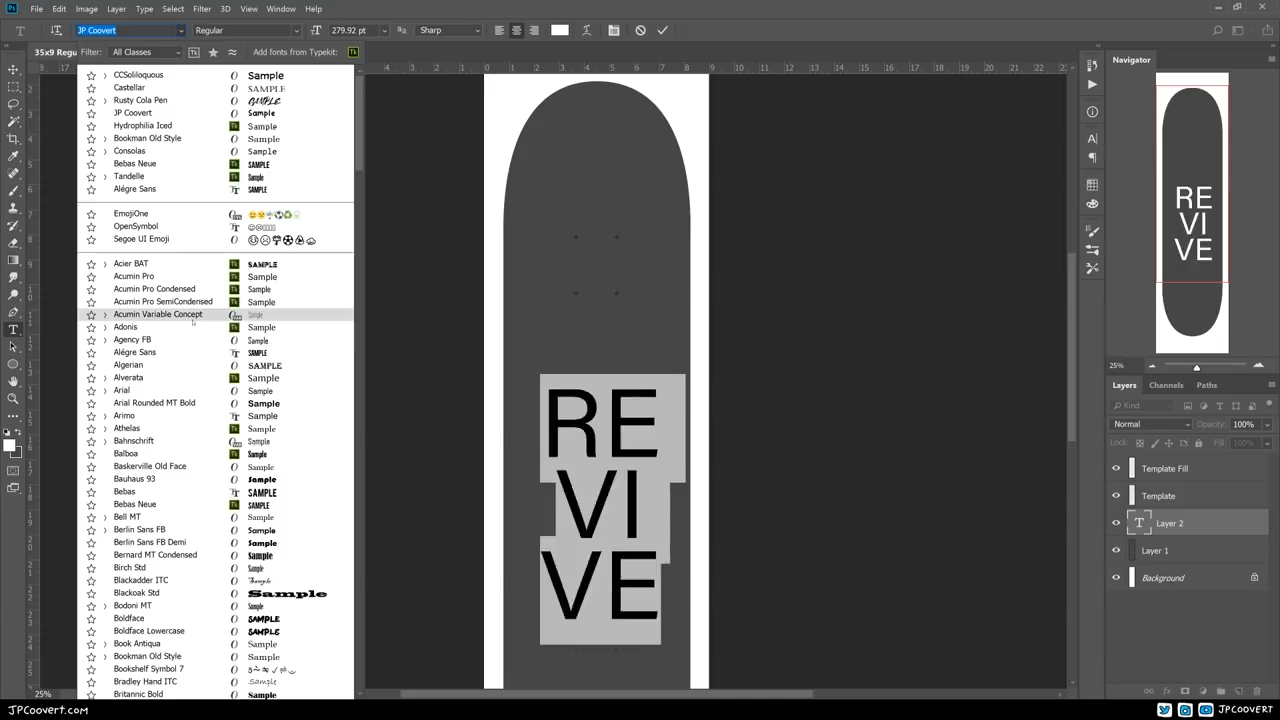 Ps File Edit Image Layer Type Select Filter 3D View Window Help
JP Coovert Regular 279.92 pt Sharp
35x9 Regu Filter: All Classes Add fonts from Typekit: Tk
CCSoliloquous Sample
Castellar SAMPLE
Rusty Cola Pen SAMPLE
JP Coovert Sample
Hydrophilia Iced Sample
Bookman Old Style Sample
Consolas Sample
Bebas Neue SAMPLE
Tandelle Sample
Alégre Sans SAMPLE
EmojiOne
OpenSymbol
Segoe UI Emoji
Acier BAT SAMPLE
Acumin Pro Sample
Acumin Pro Condensed Sample
Acumin Pro SemiCondensed Sample
Acumin Variable Concept Sample
Adonis Sample
Agency FB Sample
Alégre Sans SAMPLE
Algerian SAMPLE
Alverata Sample
Arial Sample
Arial Rounded MT Bold Sample
Arimo Sample
Athelas Sample
Bahnschrift Sample
Balboa Sample
Baskerville Old Face Sample
Bauhaus 93 Sample
Bebas SAMPLE
Bebas Neue SAMPLE
Bell MT Sample
Berlin Sans FB Sample
Berlin Sans FB Demi Sample
Bernard MT Condensed Sample
Birch Std Sample
Blackadder ITC Sample
Blackoak Std Sample
Bodoni MT Sample
Boldface SAMPLE
Boldface Lowercase SAMPLE
Book Antiqua Sample
Bookman Old Style Sample
Bookshelf Symbol 7
Bradley Hand ITC Sample
Britannic Bold Sample
25%
RE
VI
VE
Navigator
RE
VI
VE
25%
Layers Channels Paths
Kind
Normal Opacity: 100%
Lock: Fill: 100%
Template Fill
Template
T Layer 2
Layer 1
Background
JPCoovert.com
JPCOOVERT